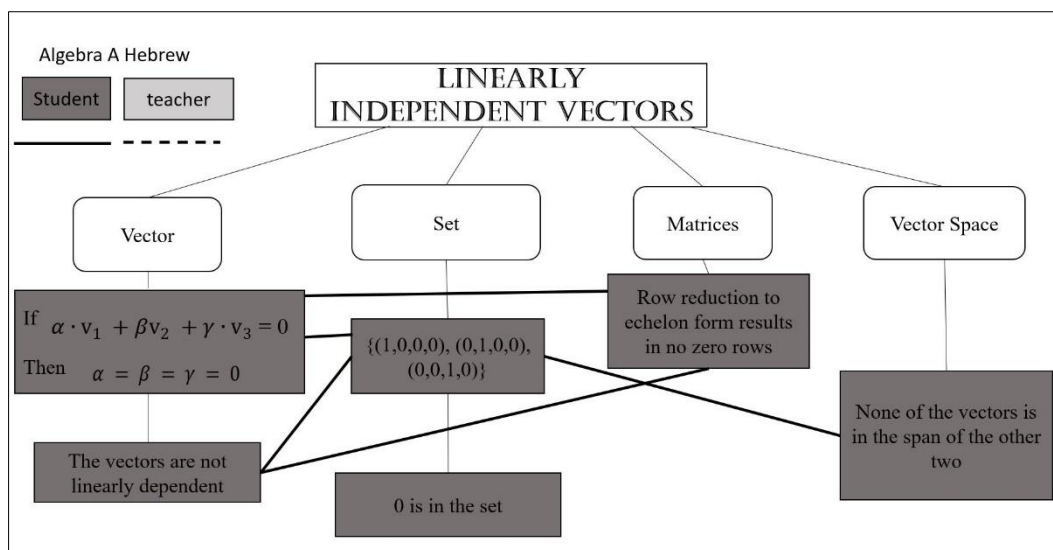 Algebra A Hebrew
Student
teacher
LINEARLY
INDEPENDENT VECTORS
Vector
Set
Matrices
Vector Space
If α · v₁ + βv₂ + γ · v₃ = 0
Then α = β = γ = 0
{(1,0,0,0), (0,1,0,0),
(0,0,1,0)}
Row reduction to
echelon form results
in no zero rows
None of the vectors is
in the span of the other
two
The vectors are not
linearly dependent
0 is in the set